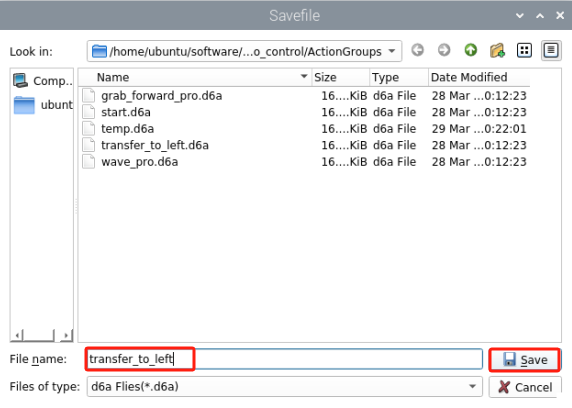 Savefile
Look in: /home/ubuntu/software/...o_control/ActionGroups
Comp..
ubunt
Name Size Type Date Modified
grab_forward_pro.d6a 16....KiB d6a File 28 Mar ...0:12:23
start.d6a 16....KiB d6a File 28 Mar ...0:12:23
temp.d6a 16....KiB d6a File 29 Mar ...0:22:01
transfer_to_left.d6a 16....KiB d6a File 28 Mar ...0:12:23
wave_pro.d6a 16....KiB d6a File 28 Mar ...0:12:23
File name: transfer_to_left Save
Files of type: d6a Flies(*.d6a) Cancel